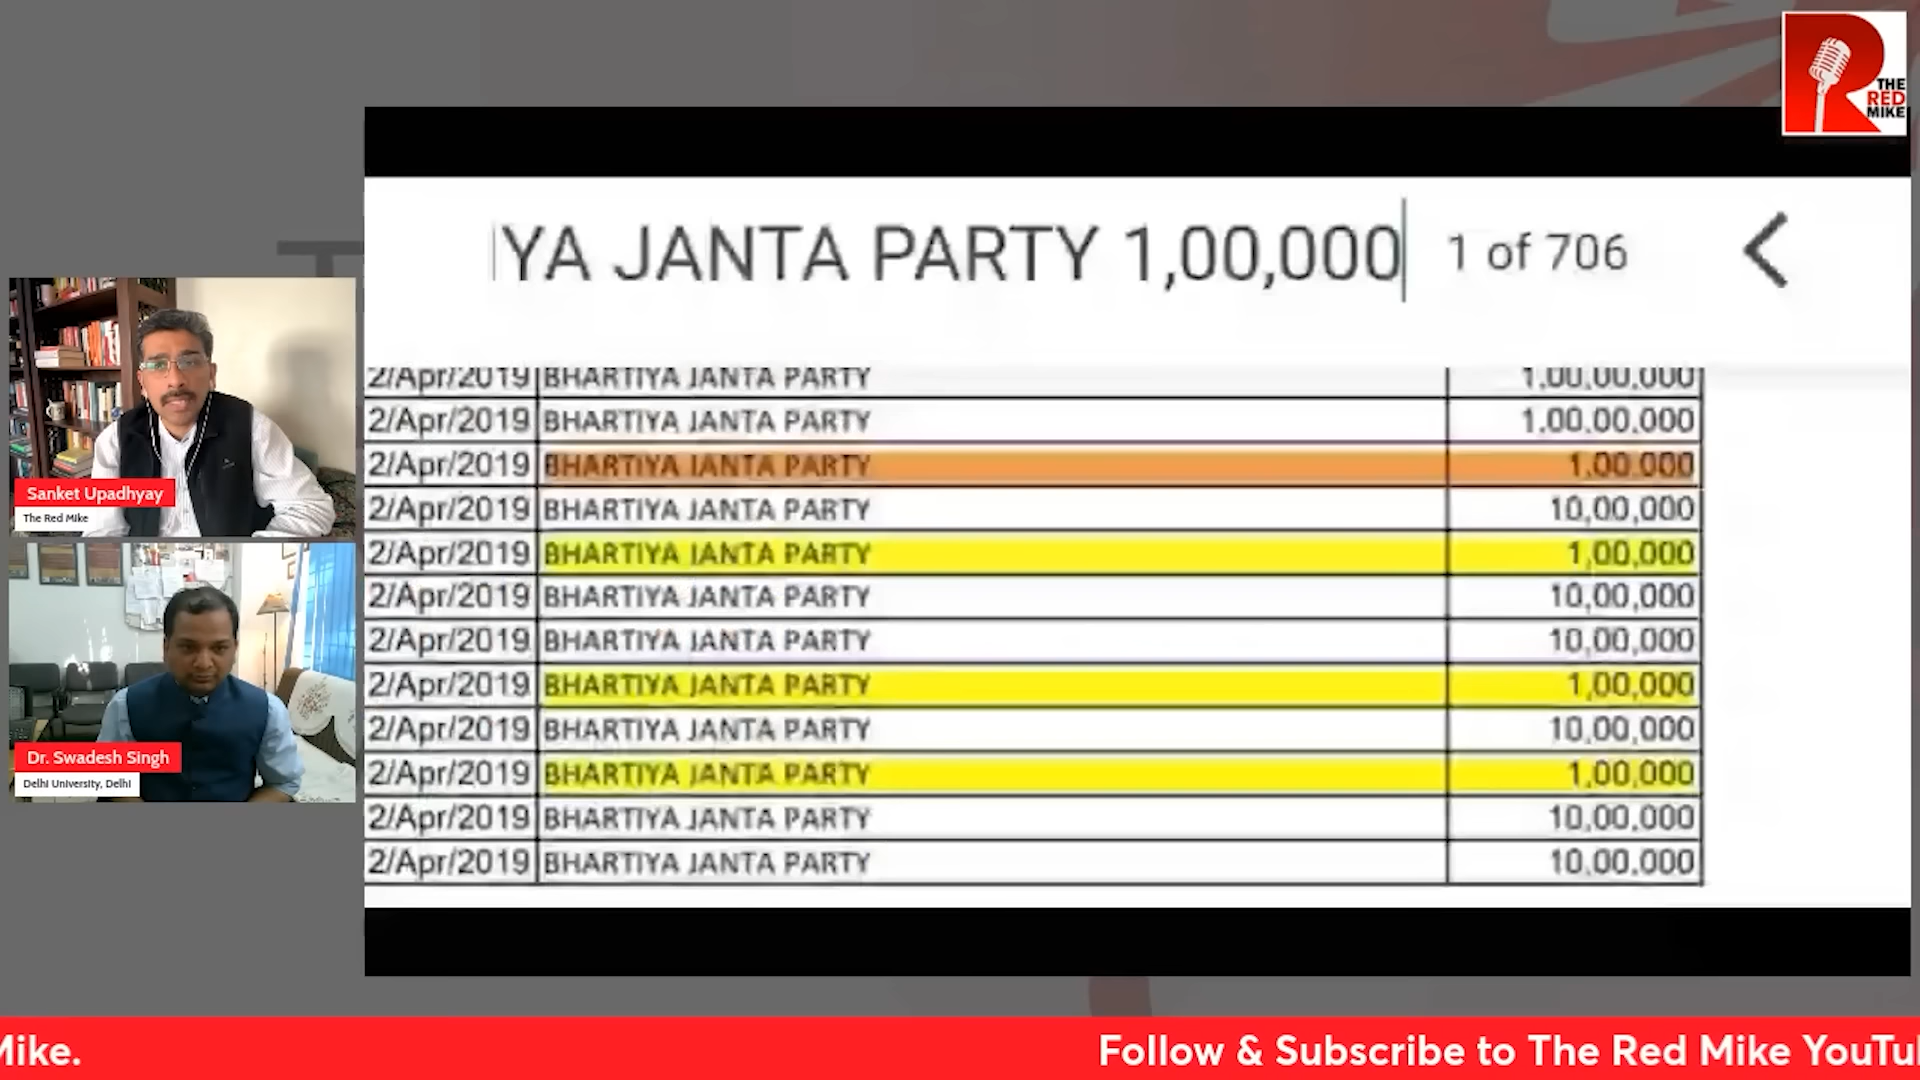 THE
RED
MIKE
YA JANTA PARTY 1,00,000 1 of 706
2/Apr/2019 BHARTIYA JANTA PARTY 1,00,00,000
2/Apr/2019 BHARTIYA JANTA PARTY 1,00,00,000
2/Apr/2019 BHARTIYA JANTA PARTY 1,00,000
2/Apr/2019 BHARTIYA JANTA PARTY 10,00,000
2/Apr/2019 BHARTIYA JANTA PARTY 1,00,000
2/Apr/2019 BHARTIYA JANTA PARTY 10,00,000
2/Apr/2019 BHARTIYA JANTA PARTY 10,00,000
2/Apr/2019 BHARTIYA JANTA PARTY 1,00,000
2/Apr/2019 BHARTIYA JANTA PARTY 10,00,000
2/Apr/2019 BHARTIYA JANTA PARTY 1,00,000
2/Apr/2019 BHARTIYA JANTA PARTY 10,00,000
2/Apr/2019 BHARTIYA JANTA PARTY 10,00,000
Sanket Upadhyay
The Red Mike
Dr. Swadesh Singh
Delhi University, Delhi
Mike. Follow & Subscribe to The Red Mike YouTu